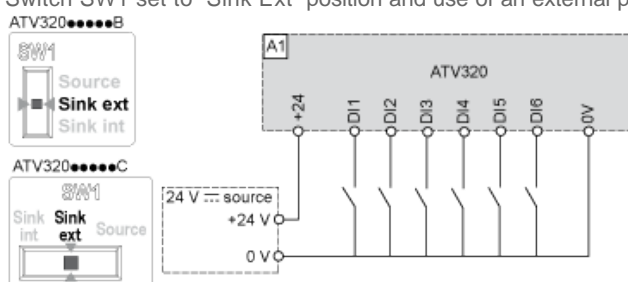 Switch SW1 set to "Sink Ext" position and use of an external p
ATV320●●●●●B
SW1
Source
Sink ext
Sink int
ATV320●●●●●C
SW1
Sink int
Sink ext
Source
A1
ATV320
+24
DI1
DI2
DI3
DI4
DI5
DI6
0V
24 V ⎓ source
+24 V
0 V